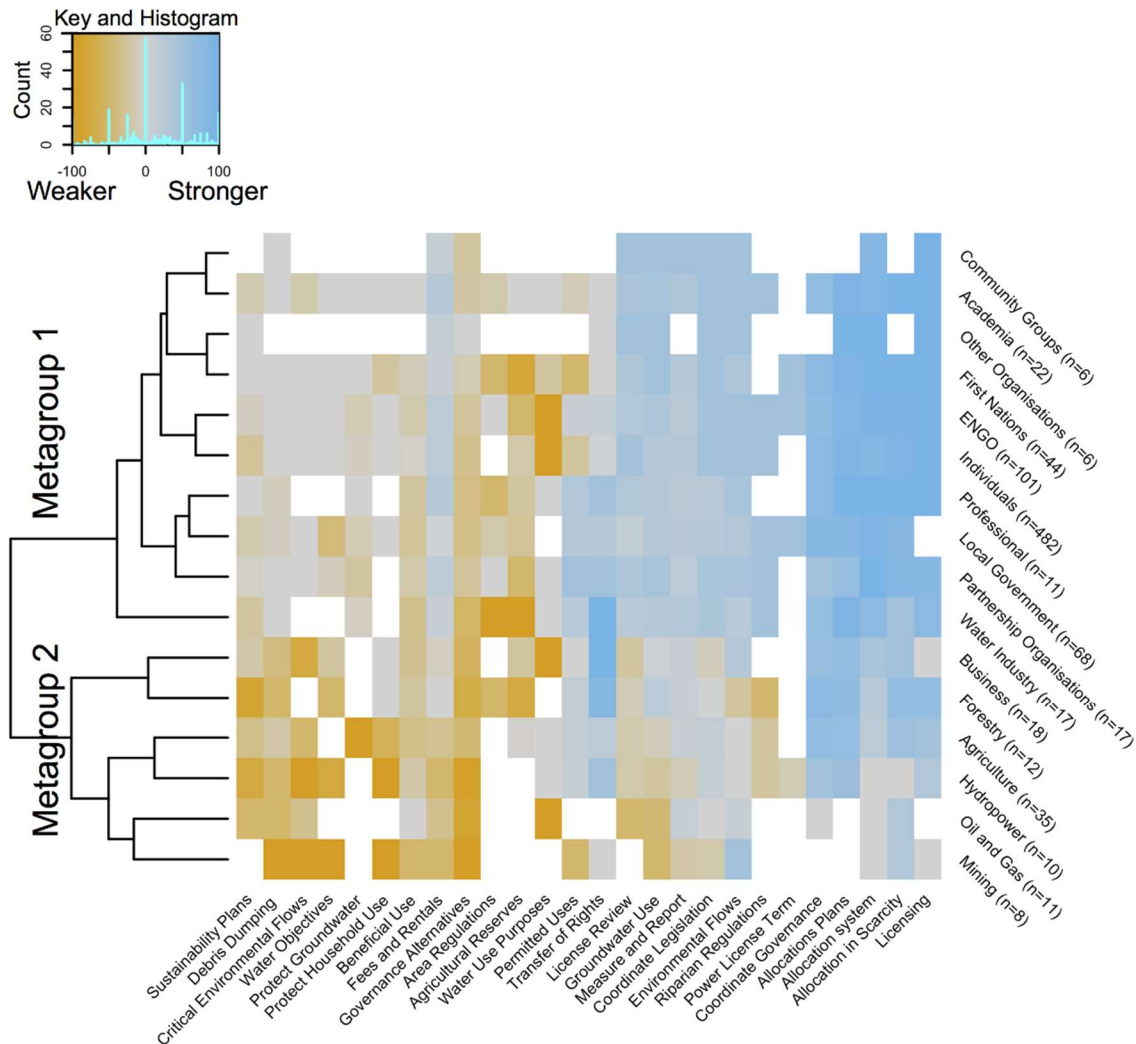 Key and Histogram
Count
60
40
20
0
-100
0
100
Weaker
Stronger
Metagroup 1
Metagroup 2
Community Groups (n=6)
Academia (n=22)
Other Organisations (n=6)
First Nations (n=44)
ENGO (n=101)
Individuals (n=482)
Professional (n=11)
Local Government (n=68)
Partnership Organisations (n=17)
Water Industry (n=17)
Business (n=18)
Forestry (n=12)
Agriculture (n=35)
Hydropower (n=10)
Oil and Gas (n=11)
Mining (n=8)
Sustainability Plans
Debris Dumping
Critical Environmental Flows
Water Objectives
Protect Groundwater
Protect Household Use
Beneficial Use
Fees and Rentals
Governance Alternatives
Area Regulations
Agricultural Reserves
Water Use Purposes
Permitted Uses
Transfer of Rights
License Review
Groundwater Use
Measure and Report
Coordinate Legislation
Environmental Flows
Riparian Regulations
Power License Term
Coordinate Governance
Allocations Plans
Allocation system
Allocation in Scarcity
Licensing